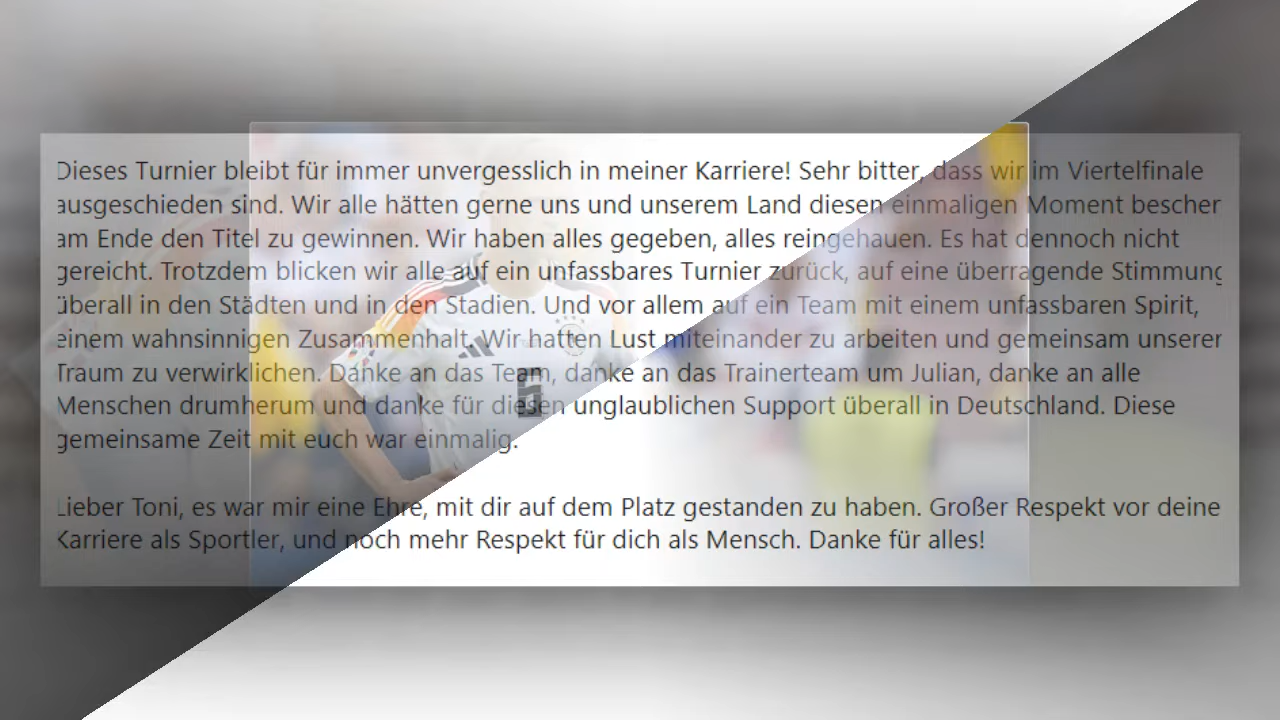 Dieses Turnier bleibt für immer unvergesslich in meiner Karriere! Sehr bitter, dass wir im Viertelfinale
ausgeschieden sind. Wir alle hätten gerne uns und unserem Land diesen einmaligen Moment bescher
am Ende den Titel zu gewinnen. Wir haben alles gegeben, alles reingehauen. Es hat dennoch nicht
gereicht. Trotzdem blicken wir alle auf ein unfassbares Turnier zurück, auf eine überragende Stimmung
überall in den Städten und in den Stadien. Und vor allem auf ein Team mit einem unfassbaren Spirit,
einem wahnsinnigen Zusammenhalt. Wir hatten Lust miteinander zu arbeiten und gemeinsam unserer
Traum zu verwirklichen. Danke an das Team, danke an das Trainerteam um Julian, danke an alle
Menschen drumherum und danke für diesen unglaublichen Support überall in Deutschland. Diese
gemeinsame Zeit mit euch war einmalig.
Lieber Toni, es war mir eine Ehre, mit dir auf dem Platz gestanden zu haben. Großer Respekt vor deine
Karriere als Sportler, und noch mehr Respekt für dich als Mensch. Danke für alles!